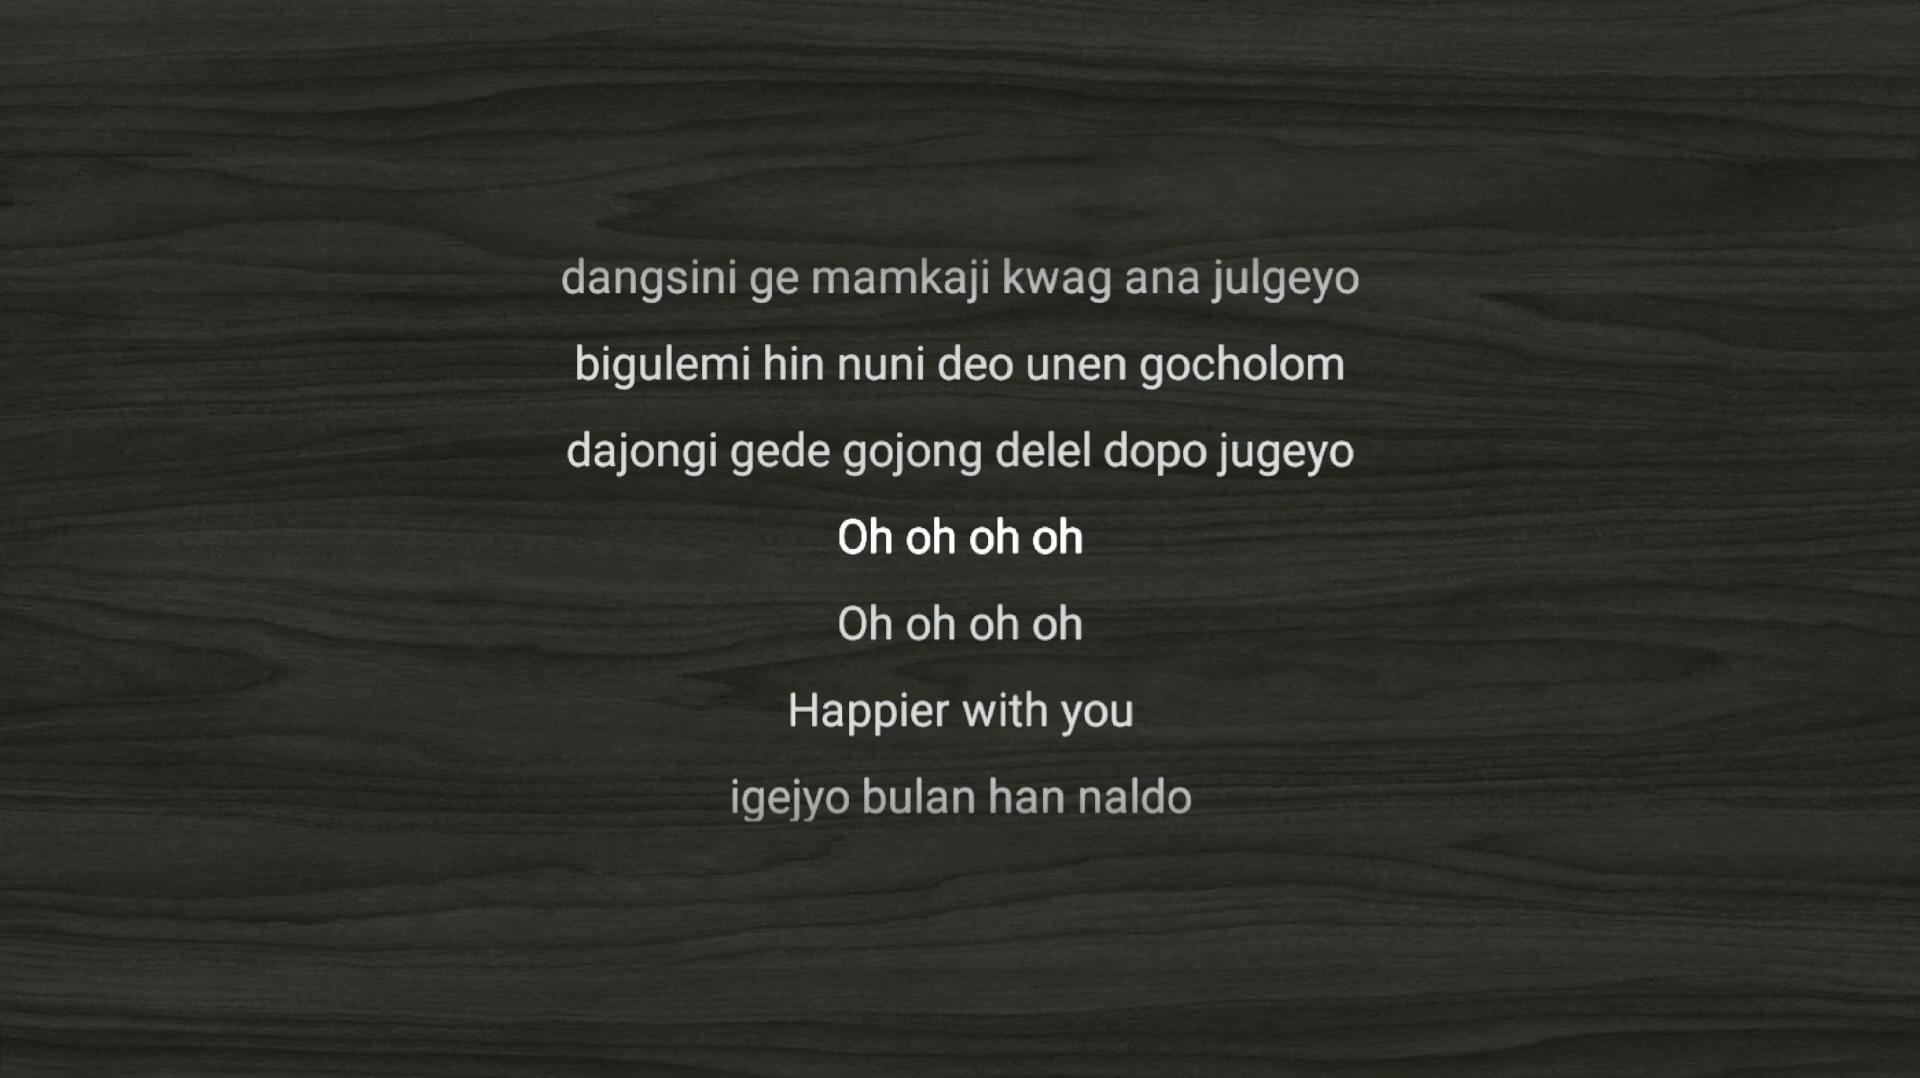 dangsini ge mamkaji kwag ana julgeyo
bigulemi hin nuni deo unen gocholom
dajongi gede gojong delel dopo jugeyo
Oh oh oh oh
Oh oh oh oh
Happier with you
igejyo bulan han naldo